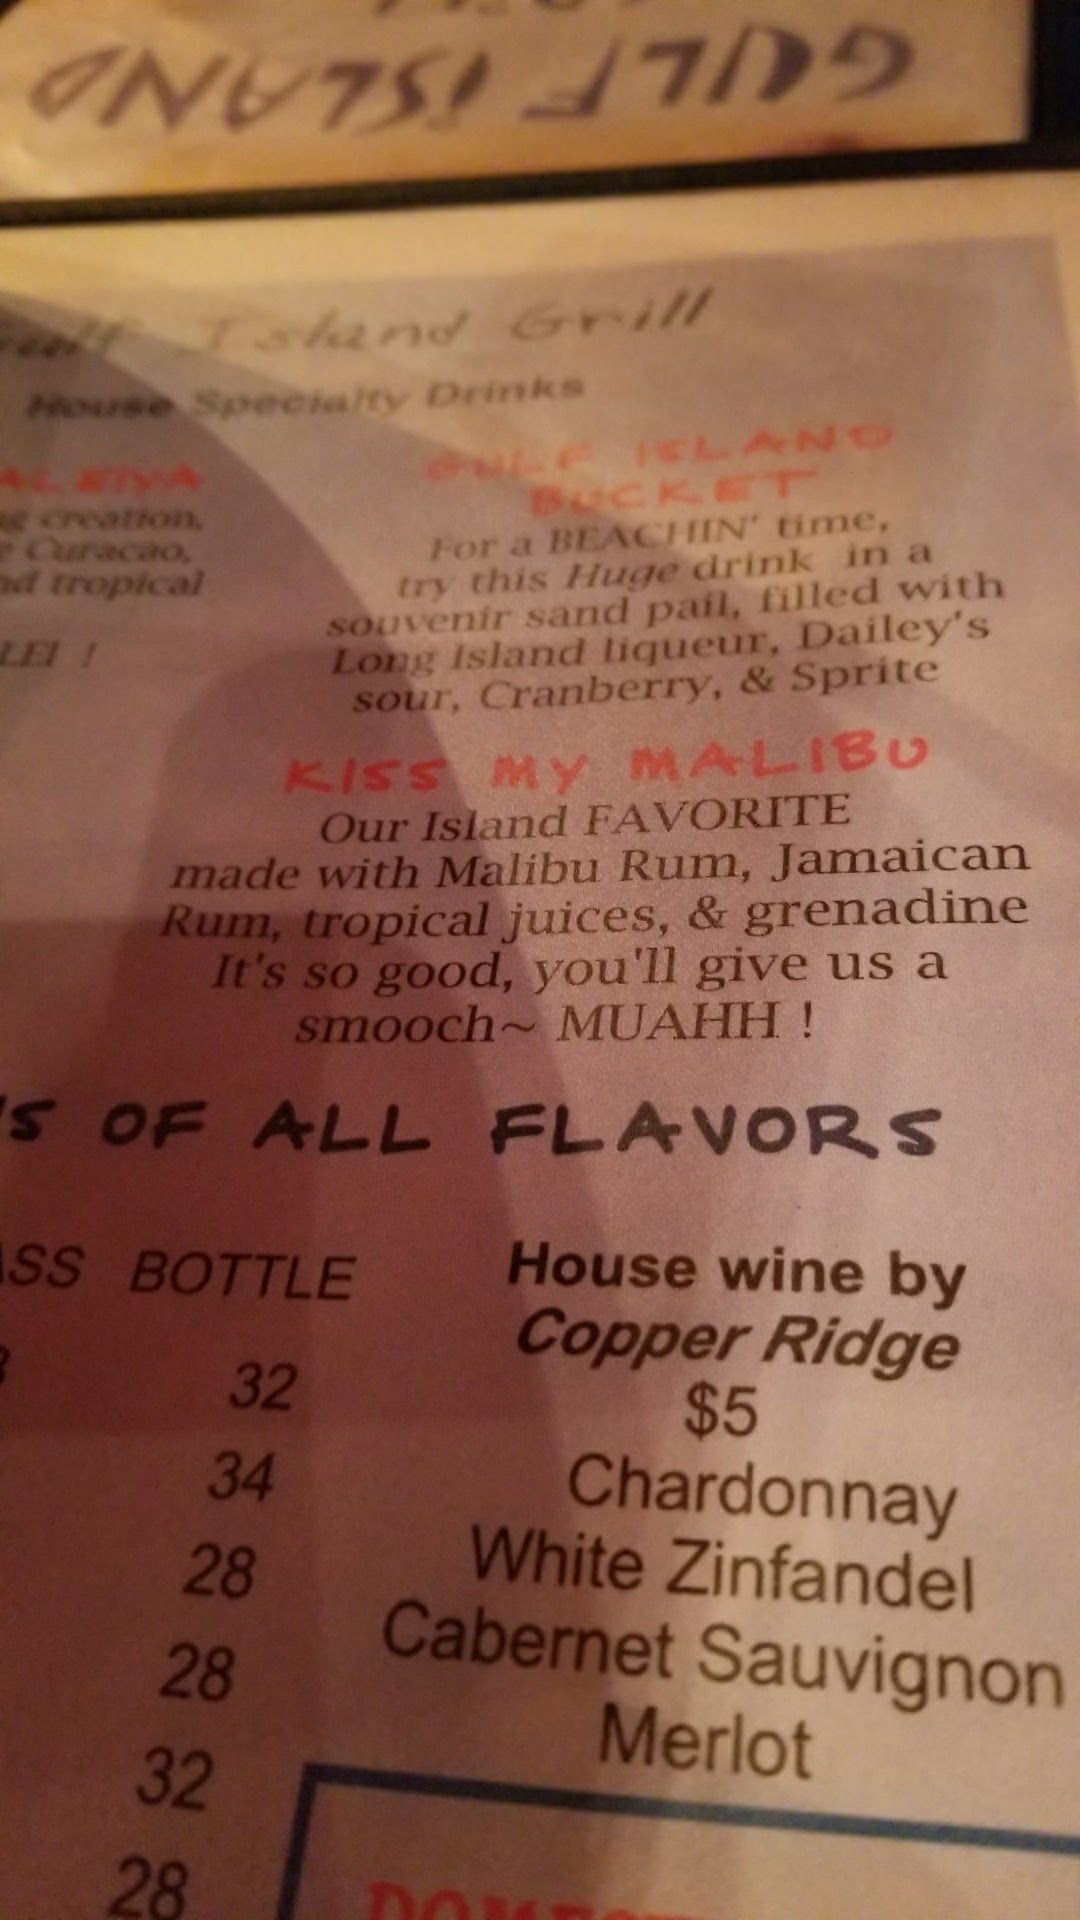 GULF ISLAND
Island Grill
House Specialty Drinks
GULF ISLAND
BUCKET
For a BEACHIN' time,
try this Huge drink in a
souvenir sand pail, filled with
Long Island liqueur, Dailey's
sour, Cranberry, & Sprite
creation,
Curacao,
tropical
LEI !
KISS MY MALIBU
Our Island FAVORITE
made with Malibu Rum, Jamaican
Rum, tropical juices, & grenadine
It's so good, you'll give us a
smooch~ MUAHH !
OF ALL FLAVORS
BOTTLE
32
34
28
28
32
28
House wine by
Copper Ridge
$5
Chardonnay
White Zinfandel
Cabernet Sauvignon
Merlot